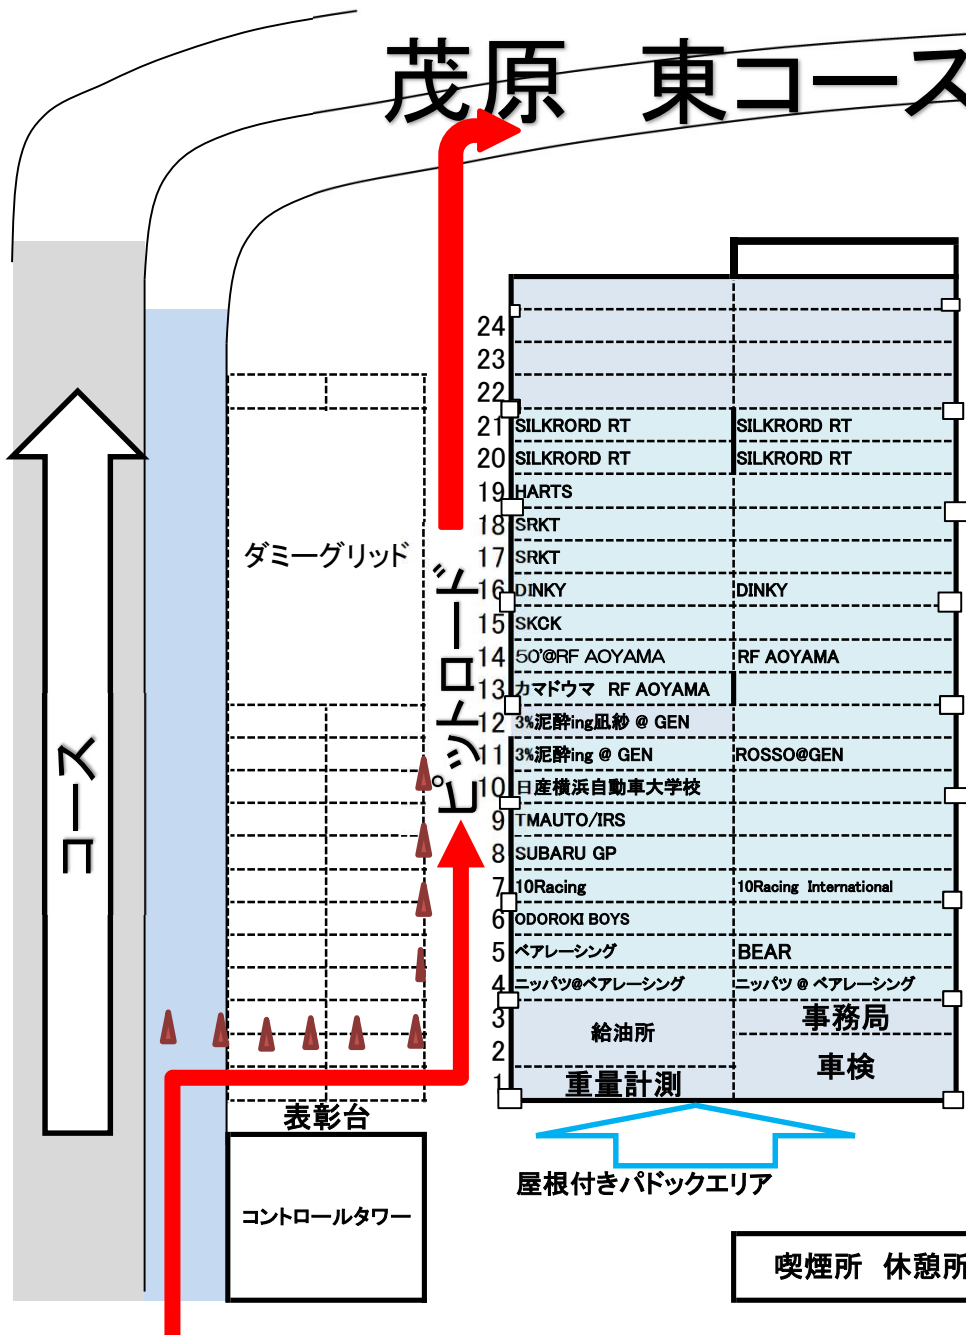 茂原　東コース
24
23
22
21 SILKRORD RT SILKRORD RT
20 SILKRORD RT SILKRORD RT
19 HARTS
18 SRKT
17 SRKT
16 DINKY DINKY
15 SKCK
14 50'@RF AOYAMA RF AOYAMA
13 カマドウマ RF AOYAMA
12 3%泥酔ing凪紗 @ GEN
11 3%泥酔ing @ GEN ROSSO@GEN
10 日産横浜自動車大学校
9 TMAUTO/IRS
8 SUBARU GP
7 10Racing 10Racing International
6 ODOROKI BOYS
5 ベアレーシング BEAR
4 ニッパツ@ベアレーシング ニッパツ @ ベアレーシング
3
2
1
給油所
事務局
車検
重量計測
ダミーグリッド
ピットロード
コース
表彰台
コントロールタワー
屋根付きパドックエリア
喫煙所　休憩所